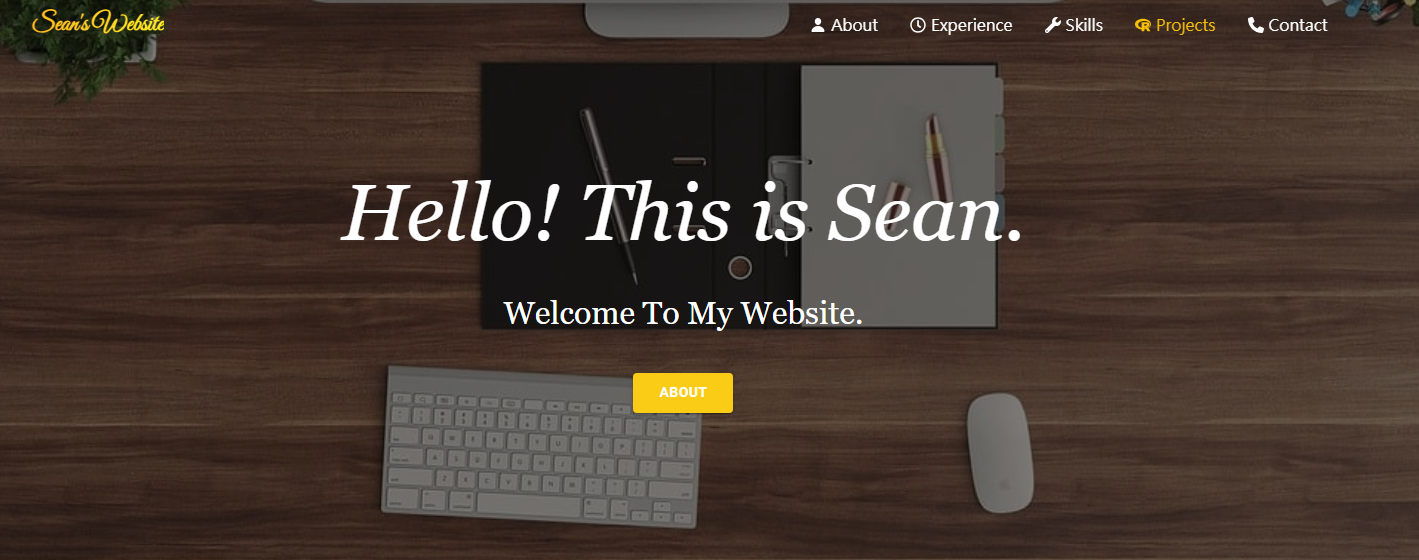 Sean's Website
About
Experience
Skills
Projects
Contact
Hello! This is Sean.
Welcome To My Website.
ABOUT